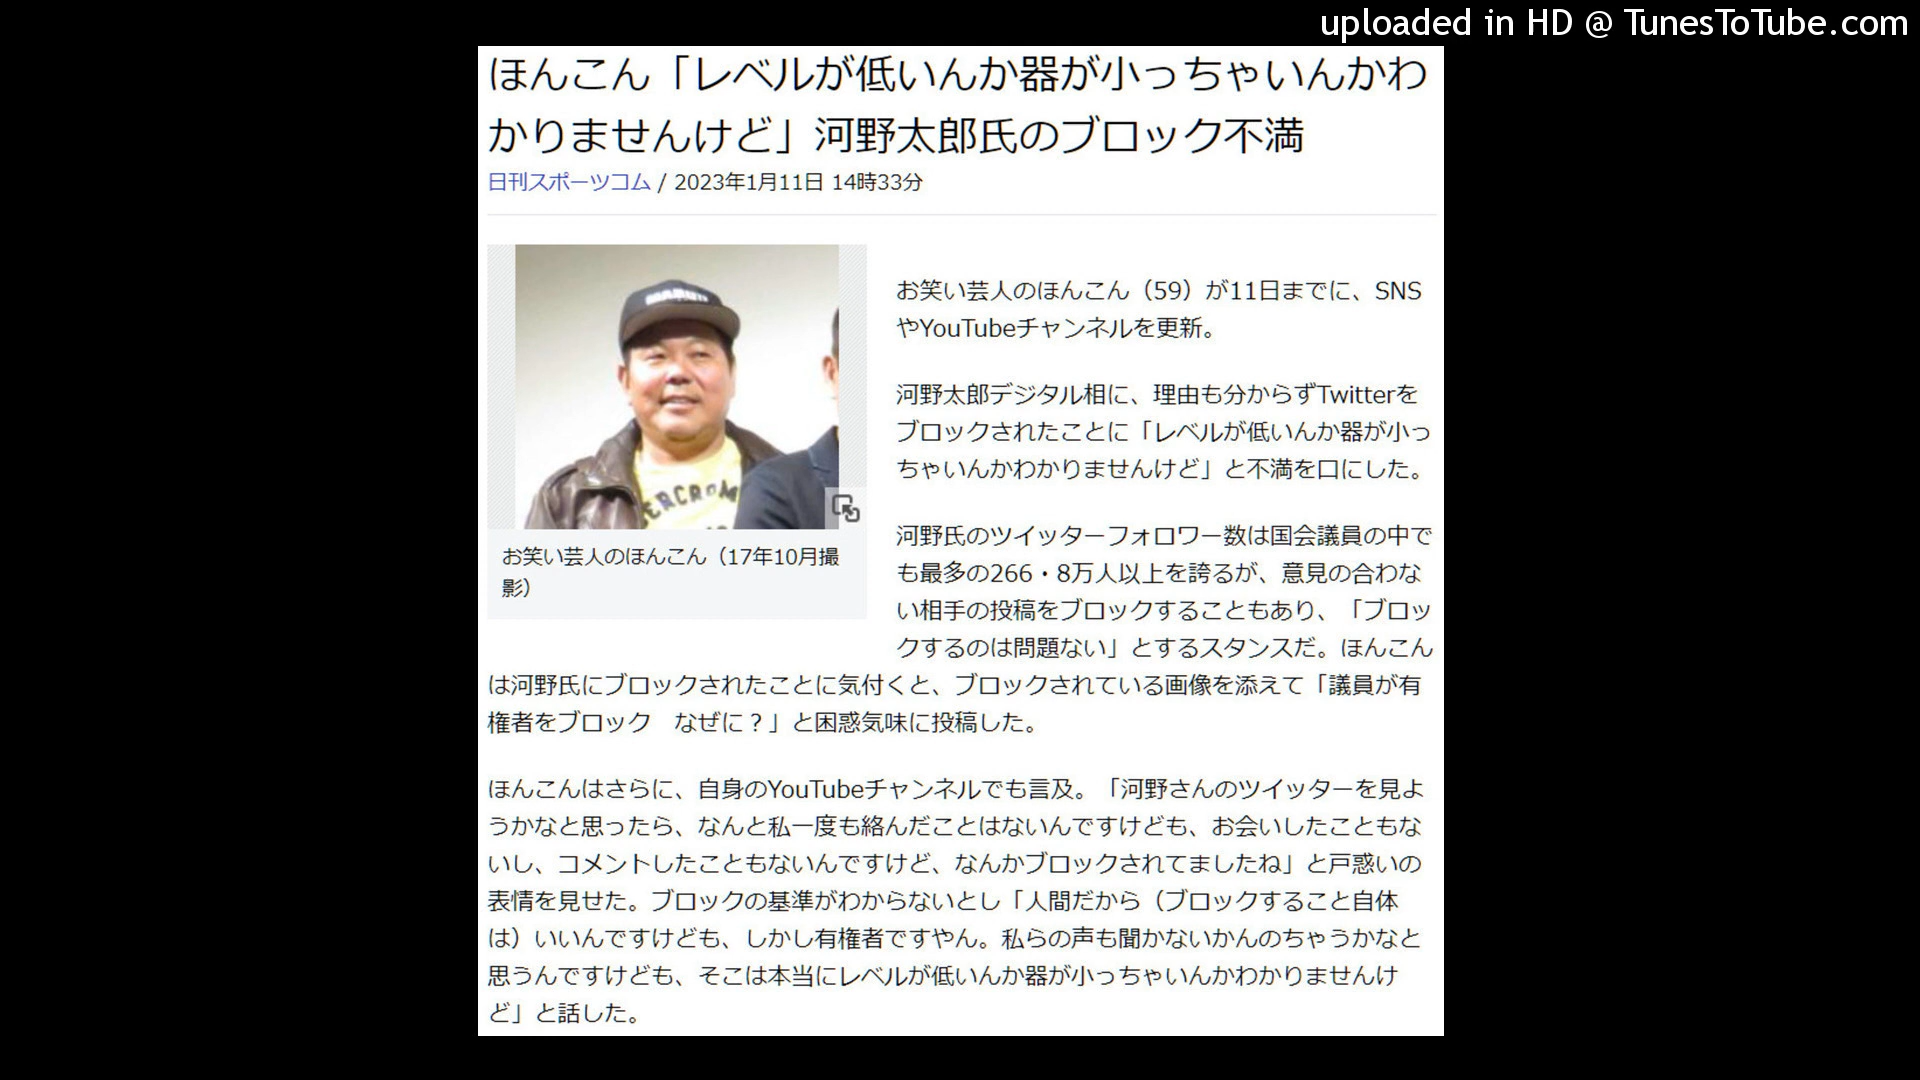 uploaded in HD @ TunesToTube.com
ほんこん「レベルが低いんか器が小っちゃいんかわ
かりませんけど」河野太郎氏のブロック不満
日刊スポーツコム / 2023年1月11日 14時33分
お笑い芸人のほんこん（17年10月撮
影）
お笑い芸人のほんこん（59）が11日までに、SNS
やYouTubeチャンネルを更新。
河野太郎デジタル相に、理由も分からずTwitterを
ブロックされたことに「レベルが低いんか器が小っ
ちゃいんかわかりませんけど」と不満を口にした。
河野氏のツイッターフォロワー数は国会議員の中で
も最多の266・8万人以上を誇るが、意見の合わな
い相手の投稿をブロックすることもあり、「ブロッ
クするのは問題ない」とするスタンスだ。ほんこん
は河野氏にブロックされたことに気付くと、ブロックされている画像を添えて「議員が有
権者をブロック　なぜに？」と困惑気味に投稿した。
ほんこんはさらに、自身のYouTubeチャンネルでも言及。「河野さんのツイッターを見よ
うかなと思ったら、なんと私一度も絡んだことはないんですけども、お会いしたこともな
いし、コメントしたこともないんですけど、なんかブロックされてましたね」と戸惑いの
表情を見せた。ブロックの基準がわからないとし「人間だから（ブロックすること自体
は）いいんですけども、しかし有権者ですやん。私らの声も聞かないかんのちゃうかなと
思うんですけども、そこは本当にレベルが低いんか器が小っちゃいんかわかりませんけ
ど」と話した。